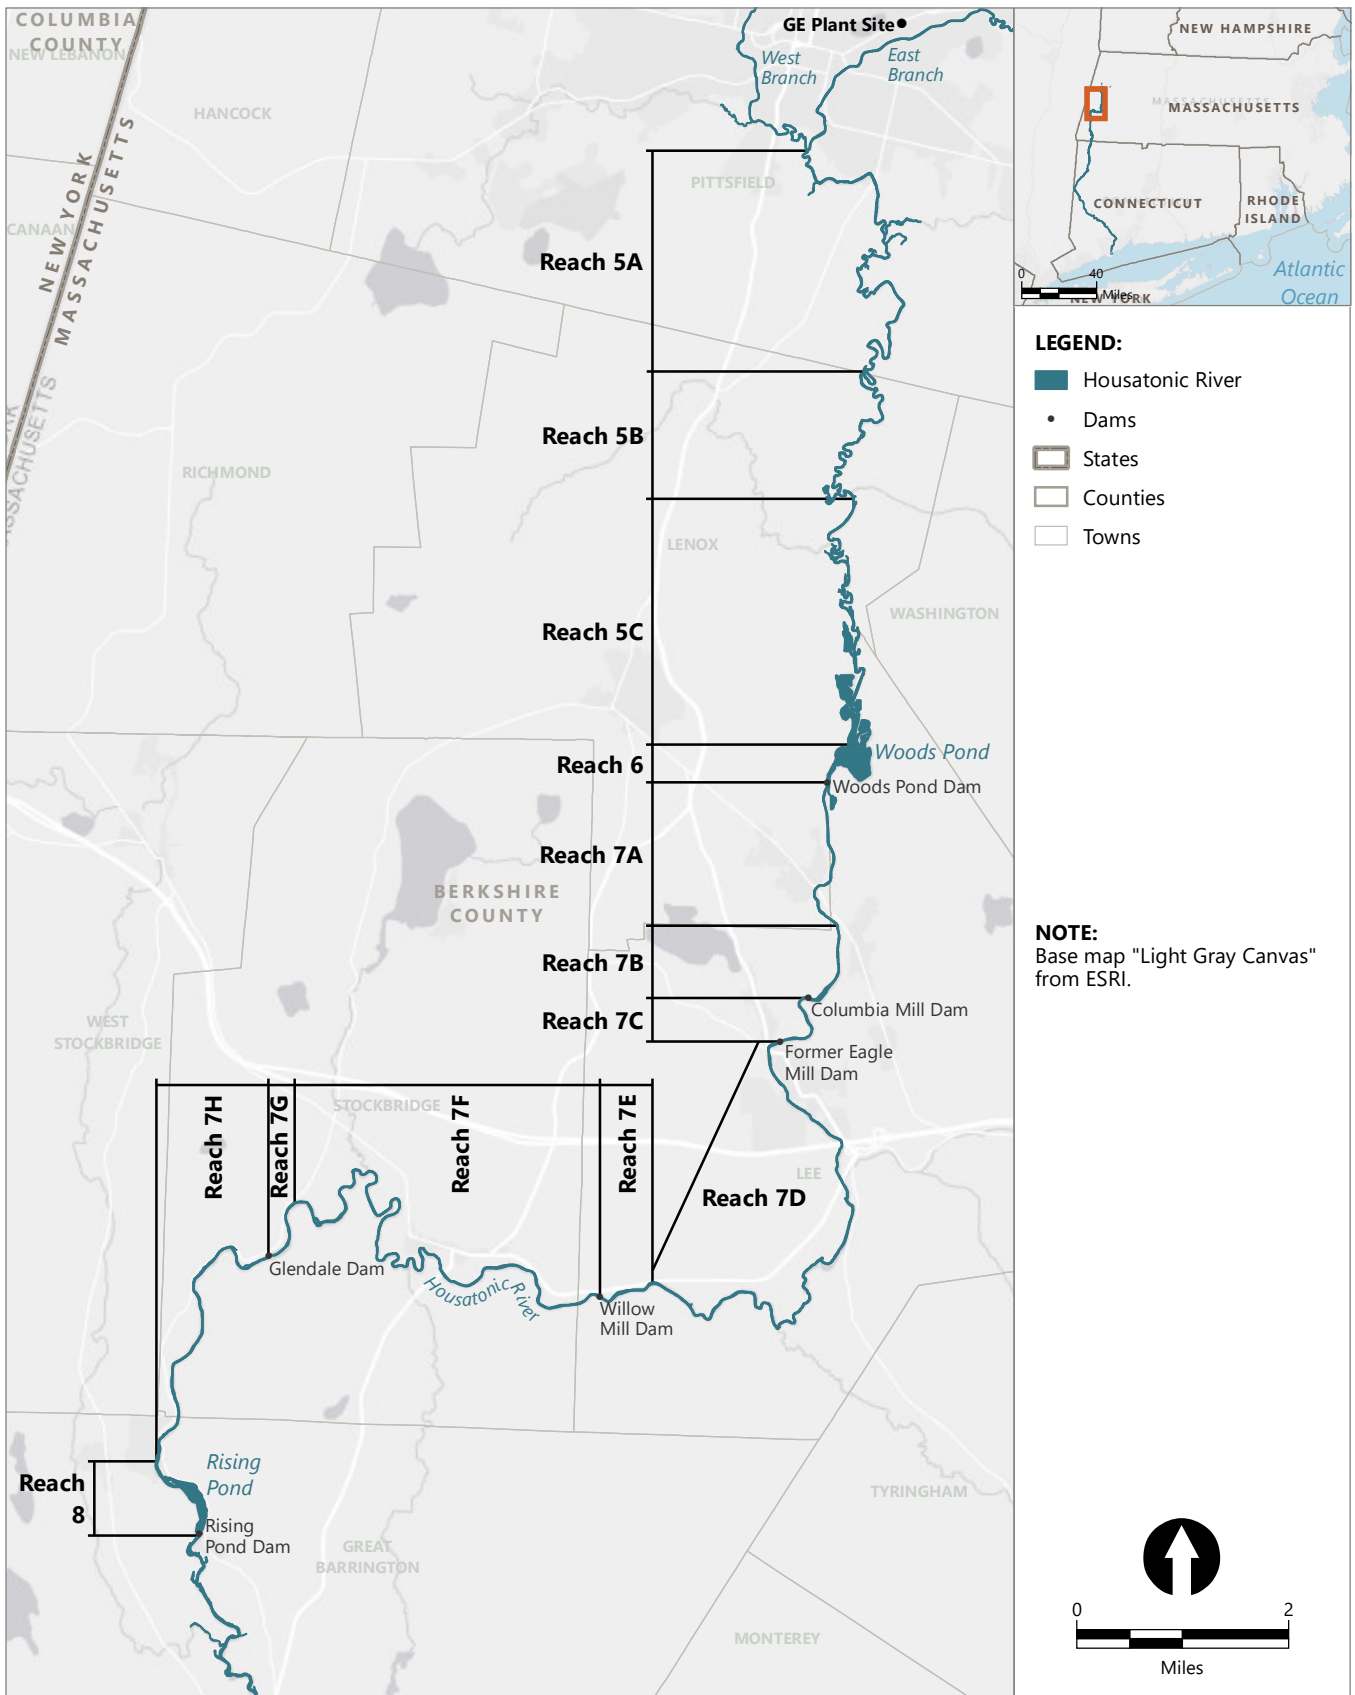 COLUMBIA
COUNTY
NEW LEBANON
HANCOCK
CANAAN
NEW YORK
MASSACHUSETTS
MASSACHUSETTS
GE Plant Site
West
Branch
East
Branch
PITTSFIELD
Reach 5A
Reach 5B
RICHMOND
LENOX
WASHINGTON
Reach 5C
Woods Pond
Reach 6
Woods Pond Dam
Reach 7A
BERKSHIRE
COUNTY
Reach 7B
Columbia Mill Dam
Reach 7C
WEST
STOCKBRIDGE
Former Eagle
Mill Dam
STOCKBRIDGE
Reach 7H
Reach 7G
Reach 7F
Reach 7E
LEE
Reach 7D
Glendale Dam
Housatonic River
Willow
Mill Dam
Rising
Pond
Reach
8
Rising
Pond Dam
TYRINGHAM
GREAT
BARRINGTON
MONTEREY
NEW HAMPSHIRE
MASSACHUSETTS
MASSACHUSETTS
CONNECTICUT
RHODE
ISLAND
Atlantic
Ocean
0 40
Miles
NEW YORK
LEGEND:
Housatonic River
Dams
States
Counties
Towns
NOTE:
Base map "Light Gray Canvas"
from ESRI.
0 2
Miles